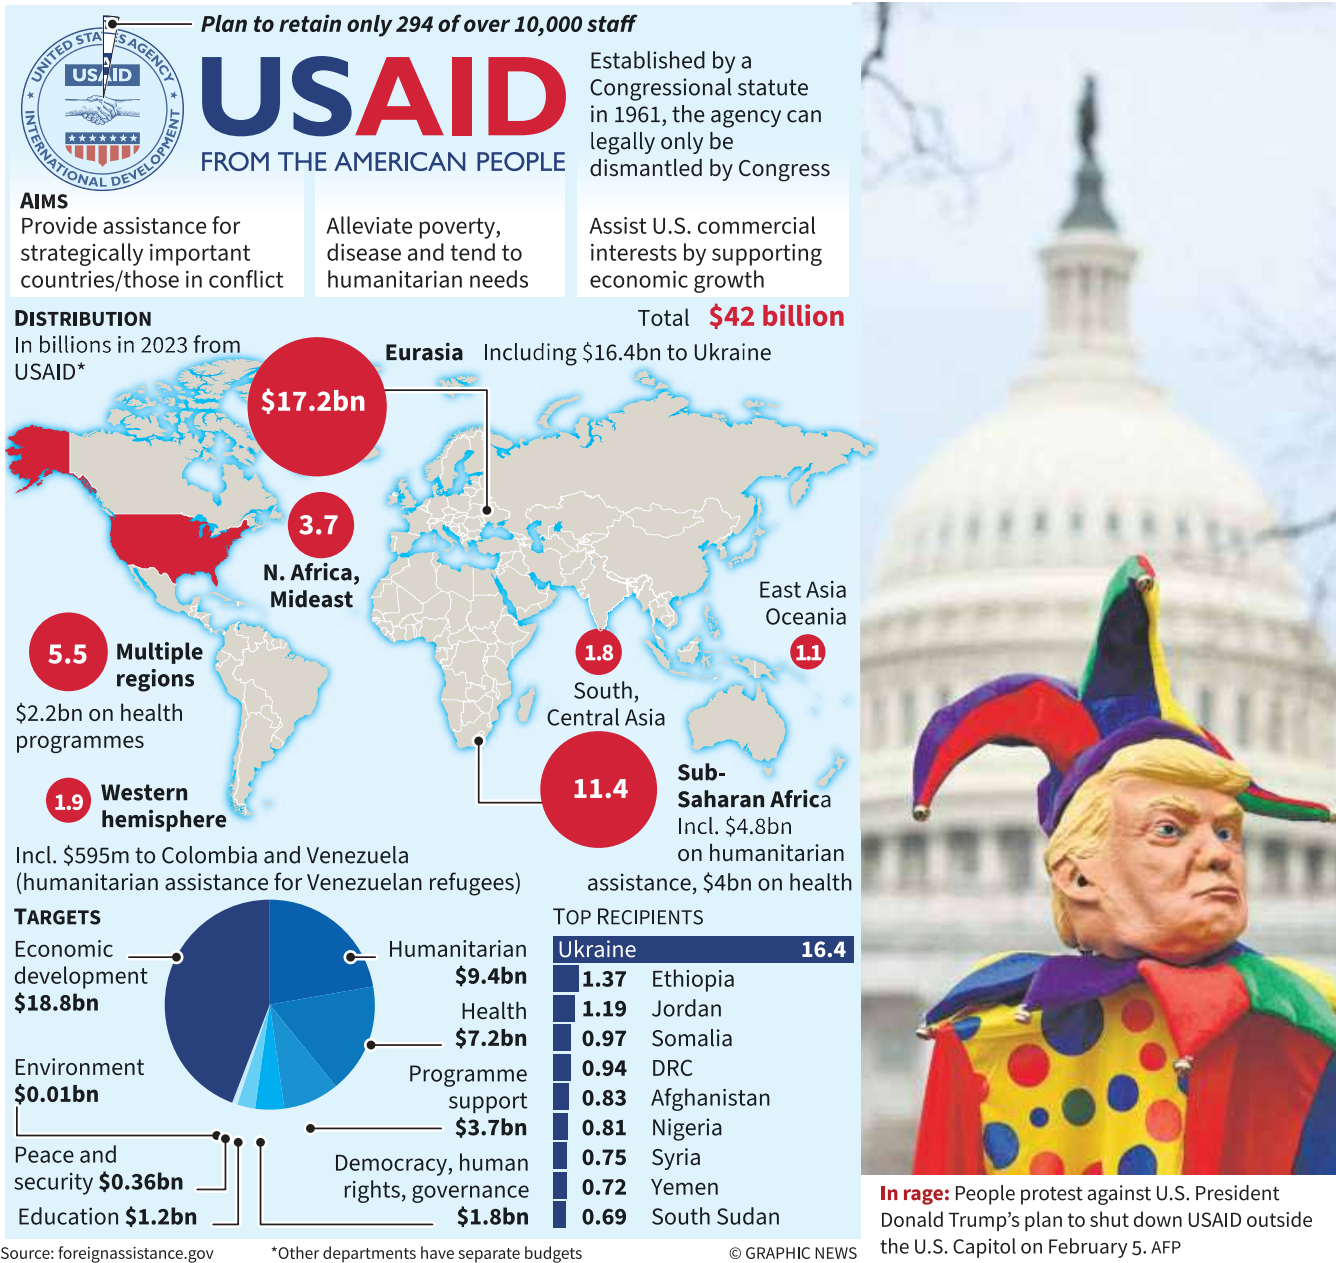 Plan to retain only 294 of over 10,000 staff
UNITED STATES AGENCY
USAID
INTERNATIONAL DEVELOPMENT
USAID
FROM THE AMERICAN PEOPLE
Established by a
Congressional statute
in 1961, the agency can
legally only be
dismantled by Congress
AIMS
Provide assistance for
strategically important
countries/those in conflict
Alleviate poverty,
disease and tend to
humanitarian needs
Assist U.S. commercial
interests by supporting
economic growth
DISTRIBUTION
In billions in 2023 from
USAID*
Total $42 billion
Eurasia Including $16.4bn to Ukraine
$17.2bn
3.7
N. Africa,
Mideast
East Asia
Oceania
1.1
5.5
Multiple
regions
$2.2bn on health
programmes
1.8
South,
Central Asia
1.9
Western
hemisphere
Incl. $595m to Colombia and Venezuela
(humanitarian assistance for Venezuelan refugees)
11.4
Sub-
Saharan Africa
Incl. $4.8bn
on humanitarian
assistance, $4bn on health
TARGETS
Economic
development
$18.8bn
Environment
$0.01bn
Peace and
security $0.36bn
Education $1.2bn
Humanitarian
$9.4bn
Health
$7.2bn
Programme
support
$3.7bn
Democracy, human
rights, governance
$1.8bn
TOP RECIPIENTS
Ukraine 16.4
1.37 Ethiopia
1.19 Jordan
0.97 Somalia
0.94 DRC
0.83 Afghanistan
0.81 Nigeria
0.75 Syria
0.72 Yemen
0.69 South Sudan
Source: foreignassistance.gov
*Other departments have separate budgets
© GRAPHIC NEWS
In rage: People protest against U.S. President
Donald Trump's plan to shut down USAID outside
the U.S. Capitol on February 5. AFP